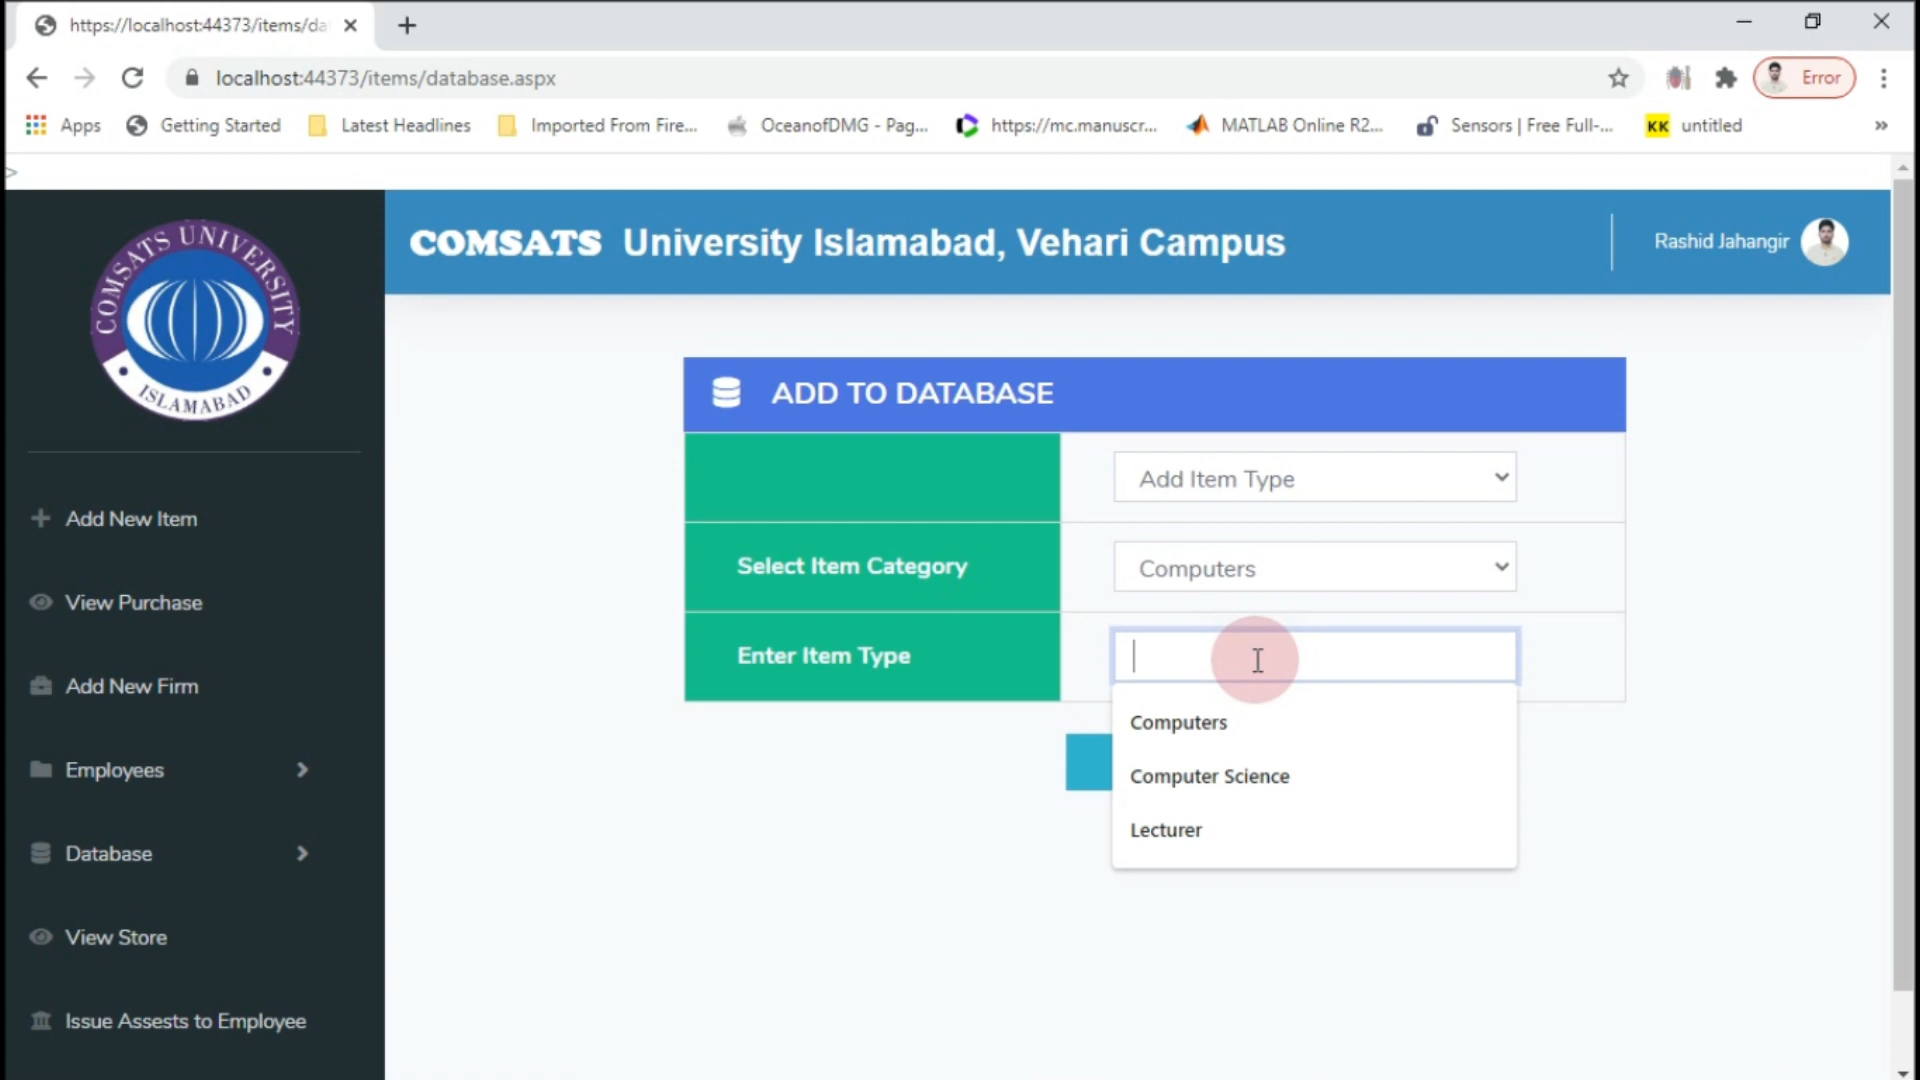 https://localhost:44373/items/da
localhost:44373/items/database.aspx
Error
Apps
Getting Started
Latest Headlines
Imported From Fire...
OceanofDMG - Pag...
https://mc.manuscr...
MATLAB Online R2...
Sensors | Free Full-...
KK
untitled
»
>
COMSATS UNIVERSITY
ISLAMABAD
COMSATS University Islamabad, Vehari Campus
Rashid Jahangir
Add New Item
View Purchase
Add New Firm
Employees
Database
View Store
Issue Assests to Employee
ADD TO DATABASE
Add Item Type
Select Item Category
Computers
Enter Item Type
Computers
Computer Science
Lecturer